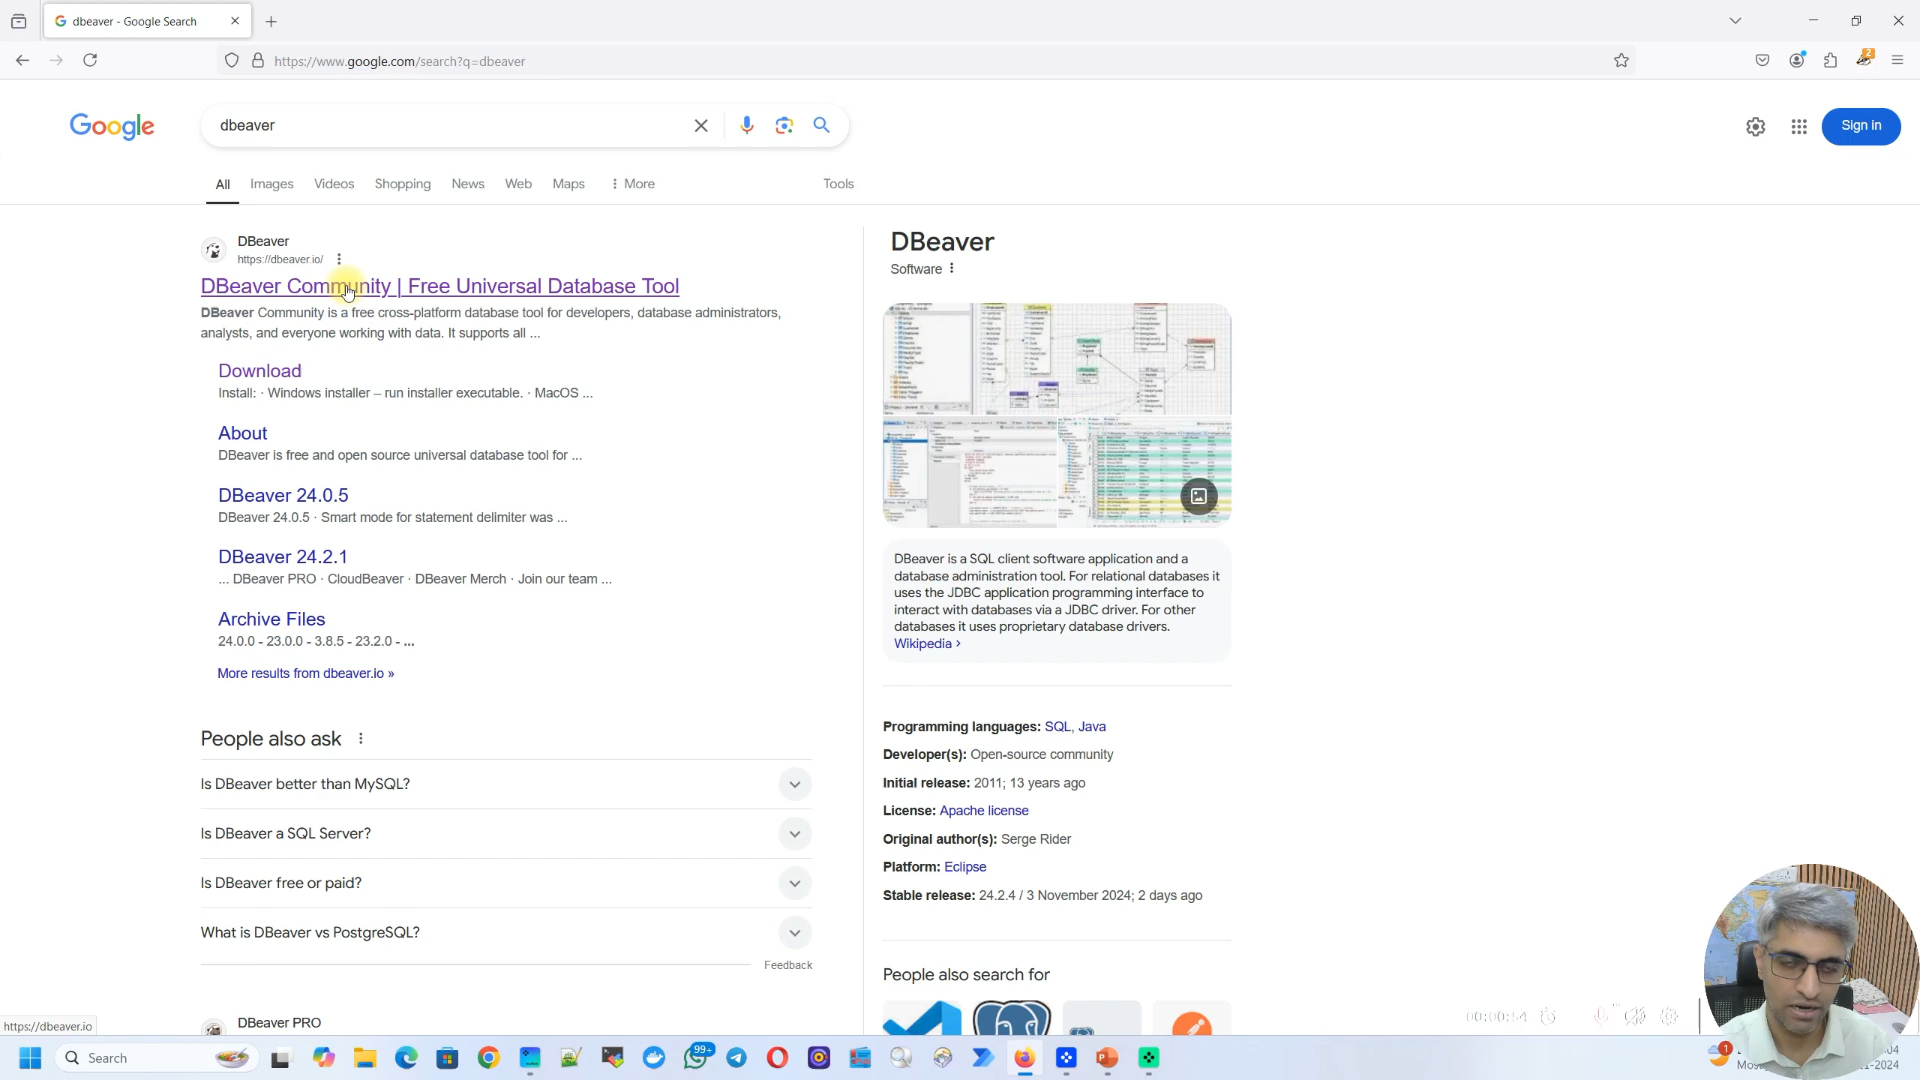 dbeaver - Google Search
https://www.google.com/search?q=dbeaver
2
Google
dbeaver
Sign in
All
Images
Videos
Shopping
News
Web
Maps
More
Tools
DBeaver
https://dbeaver.io/
DBeaver Community | Free Universal Database Tool
DBeaver Community is a free cross-platform database tool for developers, database administrators,
analysts, and everyone working with data. It supports all ...
Download
Install: · Windows installer – run installer executable. · MacOS ...
About
DBeaver is free and open source universal database tool for ...
DBeaver 24.0.5
DBeaver 24.0.5 · Smart mode for statement delimiter was ...
DBeaver 24.2.1
... DBeaver PRO · CloudBeaver · DBeaver Merch · Join our team ...
Archive Files
24.0.0 - 23.0.0 - 3.8.5 - 23.2.0 - ...
More results from dbeaver.io »
People also ask
Is DBeaver better than MySQL?
Is DBeaver a SQL Server?
Is DBeaver free or paid?
What is DBeaver vs PostgreSQL?
Feedback
DBeaver PRO
DBeaver
Software
DBeaver is a SQL client software application and a
database administration tool. For relational databases it
uses the JDBC application programming interface to
interact with databases via a JDBC driver. For other
databases it uses proprietary database drivers.
Wikipedia ›
Programming languages: SQL, Java
Developer(s): Open-source community
Initial release: 2011; 13 years ago
License: Apache license
Original author(s): Serge Rider
Platform: Eclipse
Stable release: 24.2.4 / 3 November 2024; 2 days ago
People also search for
https://dbeaver.io
00:00:54
Search
99+
1